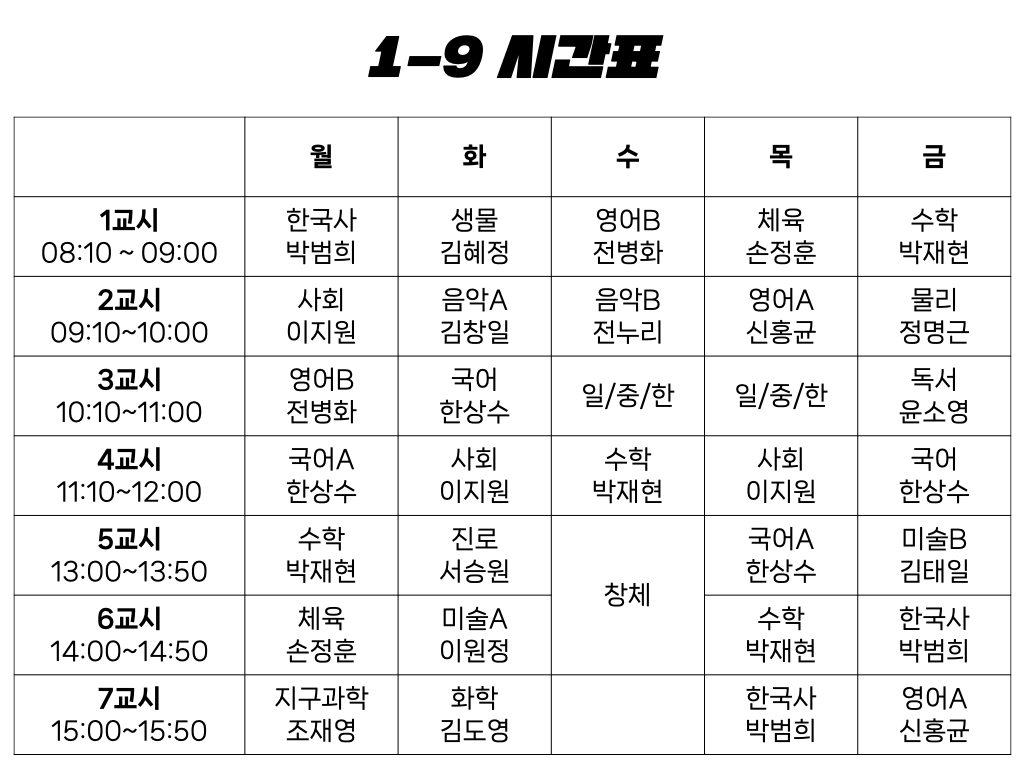 1-9 시간표
월 화 수 목 금
1교시 한국사 생물 영어B 체육 수학
08:10 ~ 09:00 박범희 김혜정 전병화 손정훈 박재현
2교시 사회 음악A 음악B 영어A 물리
09:10~10:00 이지원 김창일 전누리 신홍균 정명근
3교시 영어B 국어 일/중/한 일/중/한 독서
10:10~11:00 전병화 한상수 윤소영
4교시 국어A 사회 수학 사회 국어
11:10~12:00 한상수 이지원 박재현 이지원 한상수
5교시 수학 진로 국어A 미술B
13:00~13:50 박재현 서승원 한상수 김태일
창체
6교시 체육 미술A 수학 한국사
14:00~14:50 손정훈 이원정 박재현 박범희
7교시 지구과학 화학 한국사 영어A
15:00~15:50 조재영 김도영 박범희 신홍균